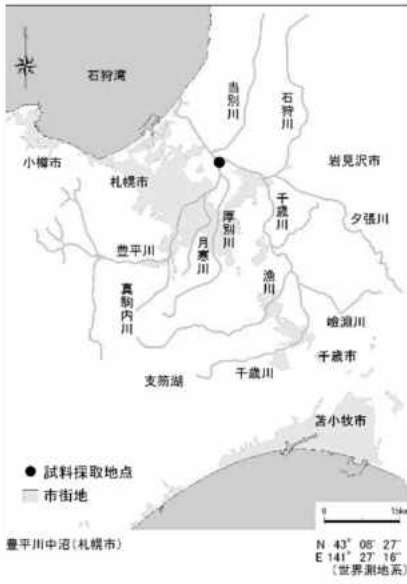 石狩湾
当別川
石狩川
小樽市
札幌市
岩見沢市
千歳川
夕張川
厚別川
月寒川
豊平川
漁川
真駒内川
嶮淵川
千歳市
支笏湖
千歳川
苫小牧市
試料採取地点
市街地
0 15km
豊平川中沼(札幌市)
N 43° 08′ 27″
E 141° 27′ 16″
(世界測地系)